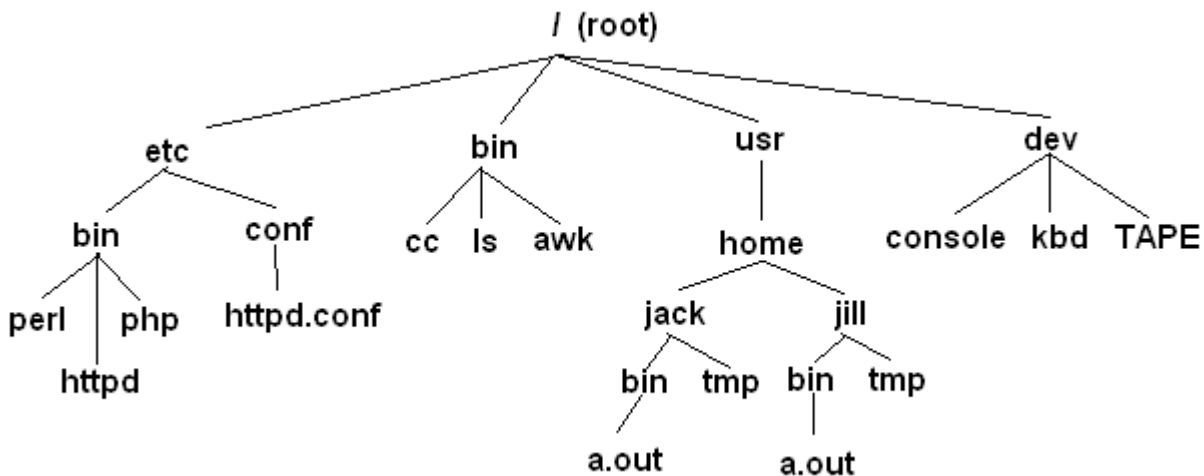 / (root)
etc bin usr dev
bin conf cc ls awk home console kbd TAPE
perl php httpd.conf jack jill
httpd bin tmp bin tmp
a.out a.out